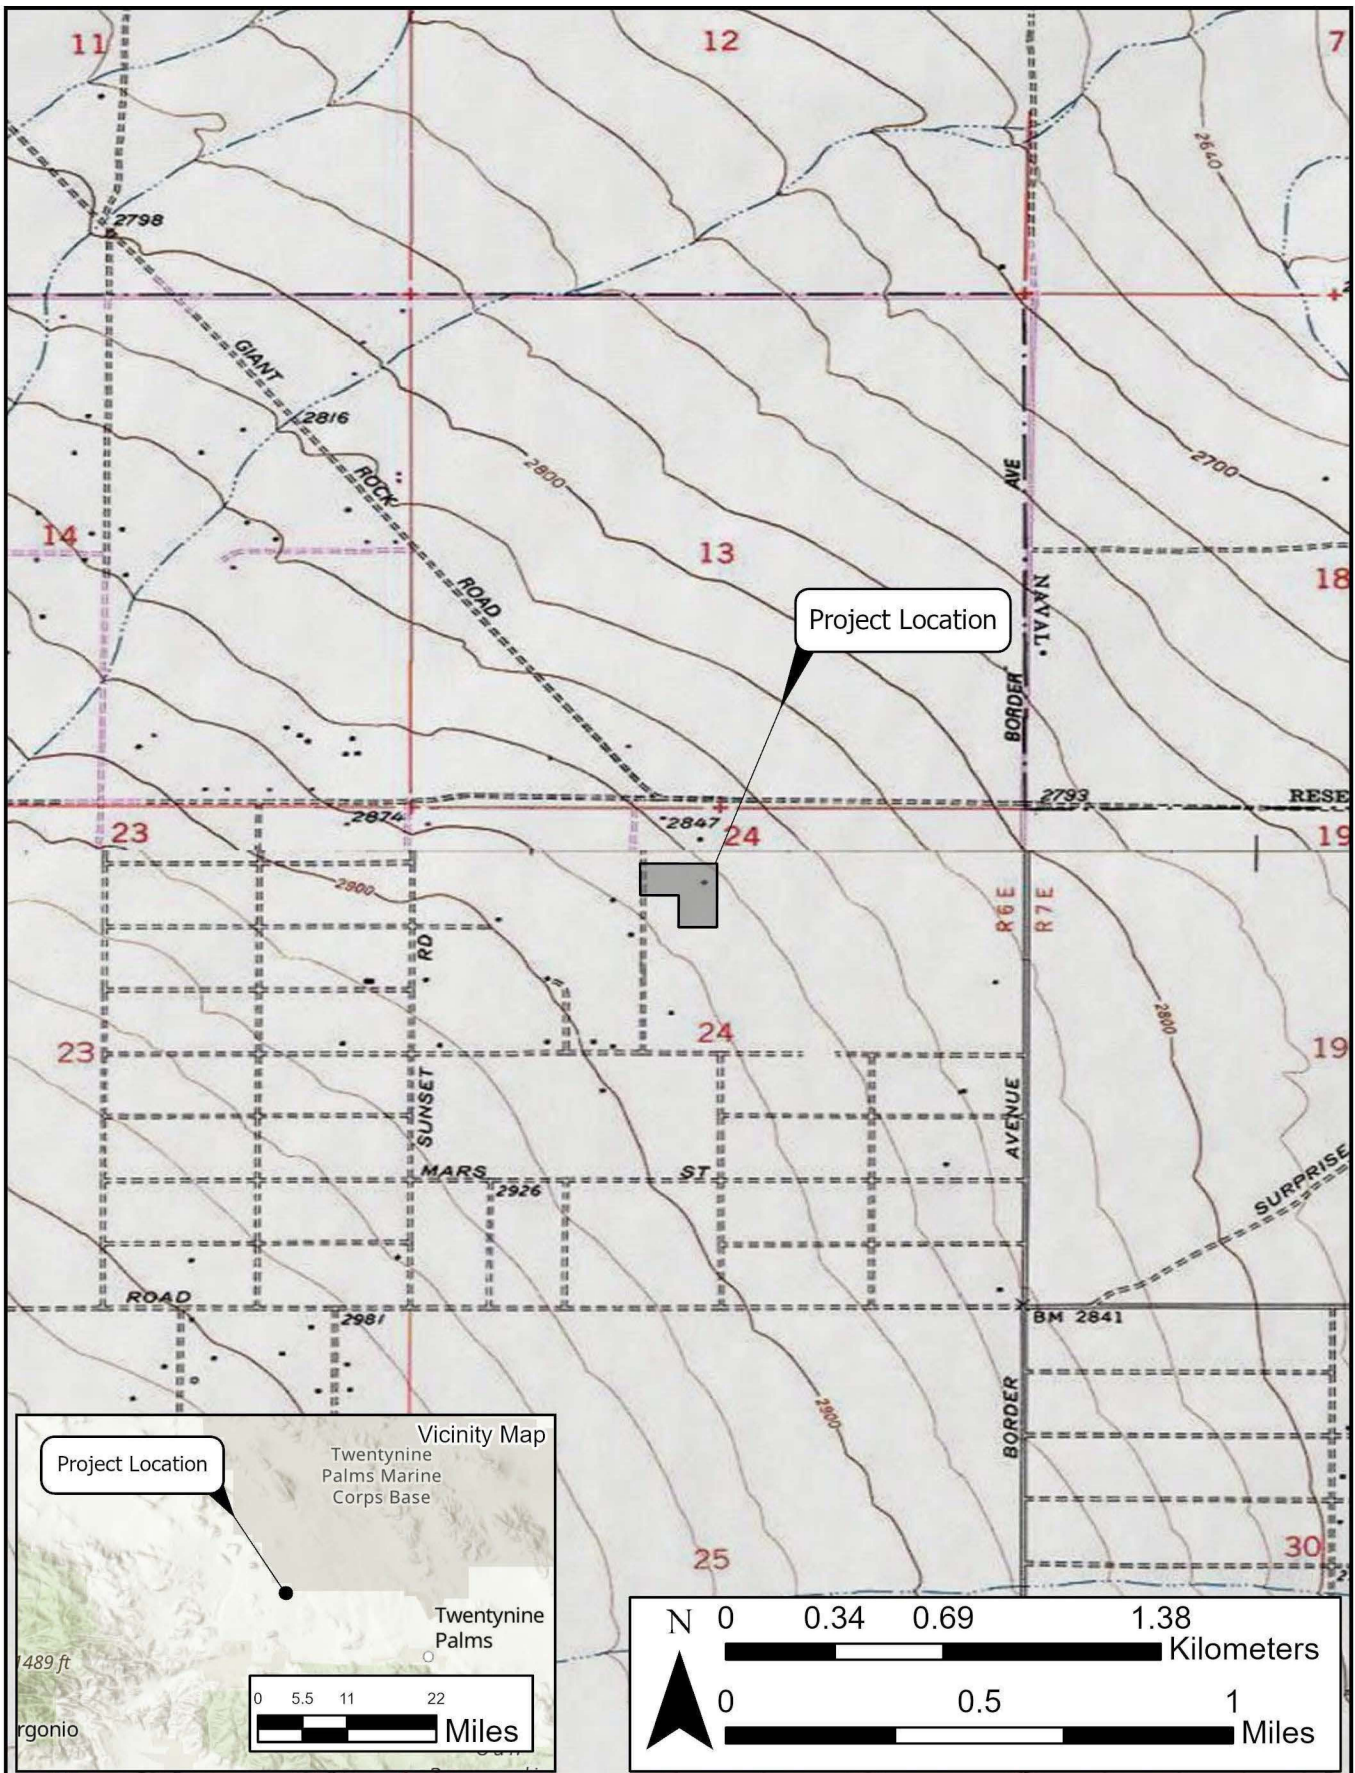 11
12
7
2640
2798
GIANT
2816
ROCK
2800
AVE
2700
14
13
ROAD
NAVAL
18
Project Location
BORDER
2793
RESE
2874
2847
23
24
19
2900
R6E
R7E
RD
2800
23
24
19
SUNSET
AVENUE
MARS ST
2926
SURPRISE
ROAD
2981
BM 2841
BORDER
2900
25
30
Vicinity Map
Project Location
Twentynine
Palms Marine
Corps Base
Twentynine
Palms
1489 ft
rgonio
0 5.5 11 22
Miles
N
0 0.34 0.69 1.38
Kilometers
0 0.5 1
Miles